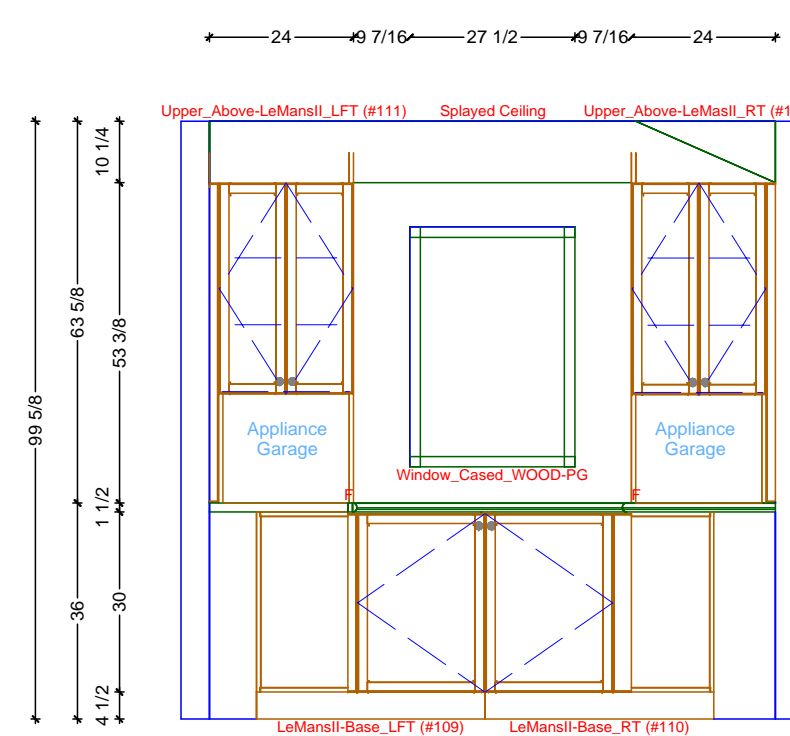 24 9 7/16 27 1/2 9 7/16 24
Upper_Above-LeMansII_LFT (#111) Splayed Ceiling Upper_Above-LeMasII_RT (#1
10 1/4
63 5/8
53 3/8
99 5/8
Appliance
Garage
Appliance
Garage
Window_Cased_WOOD-PG
F F
1 1/2
36
30
4 1/2
LeMansII-Base_LFT (#109) LeMansII-Base_RT (#110)